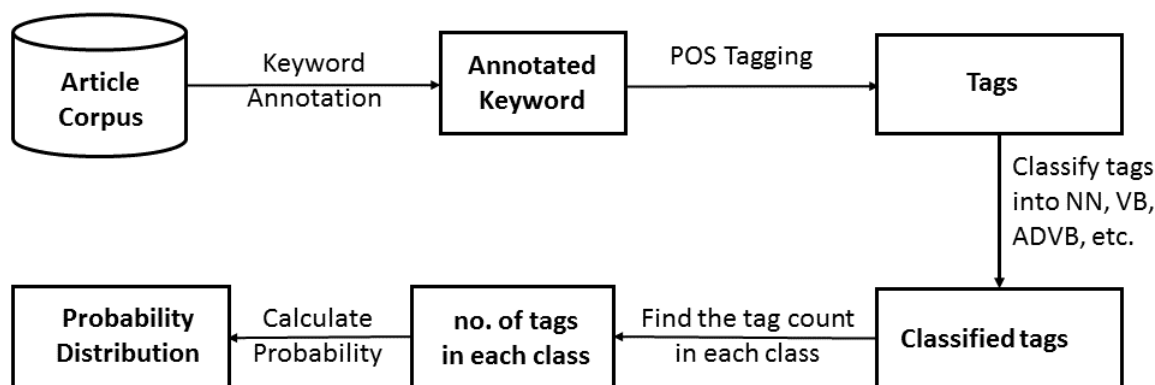 Article
Corpus
Keyword
Annotation
Annotated
Keyword
POS Tagging
Tags
Classify tags
into NN, VB,
ADVB, etc.
Classified tags
Find the tag count
in each class
no. of tags
in each class
Calculate
Probability
Probability
Distribution